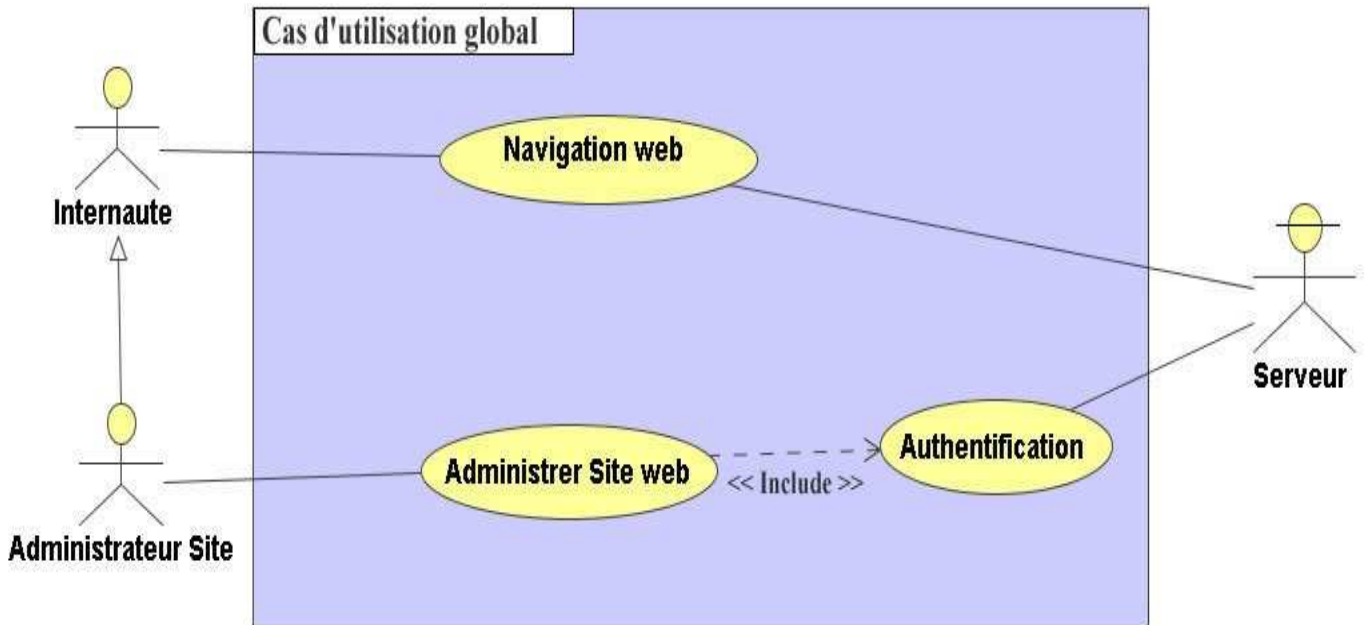 Cas d'utilisation global
Navigation web
Internaute
Serveur
Administrer Site web
<< Include >>
Authentification
Administrateur Site